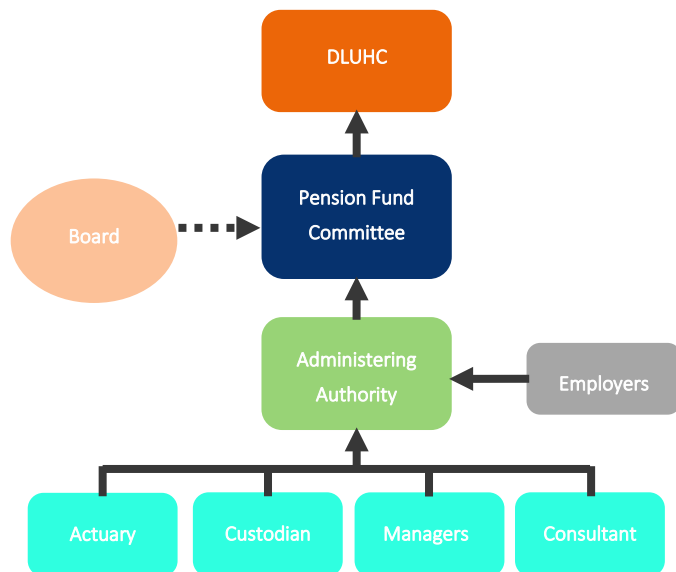 DLUHC
Pension Fund
Committee
Board
Administering
Authority
Employers
Actuary
Custodian
Managers
Consultant